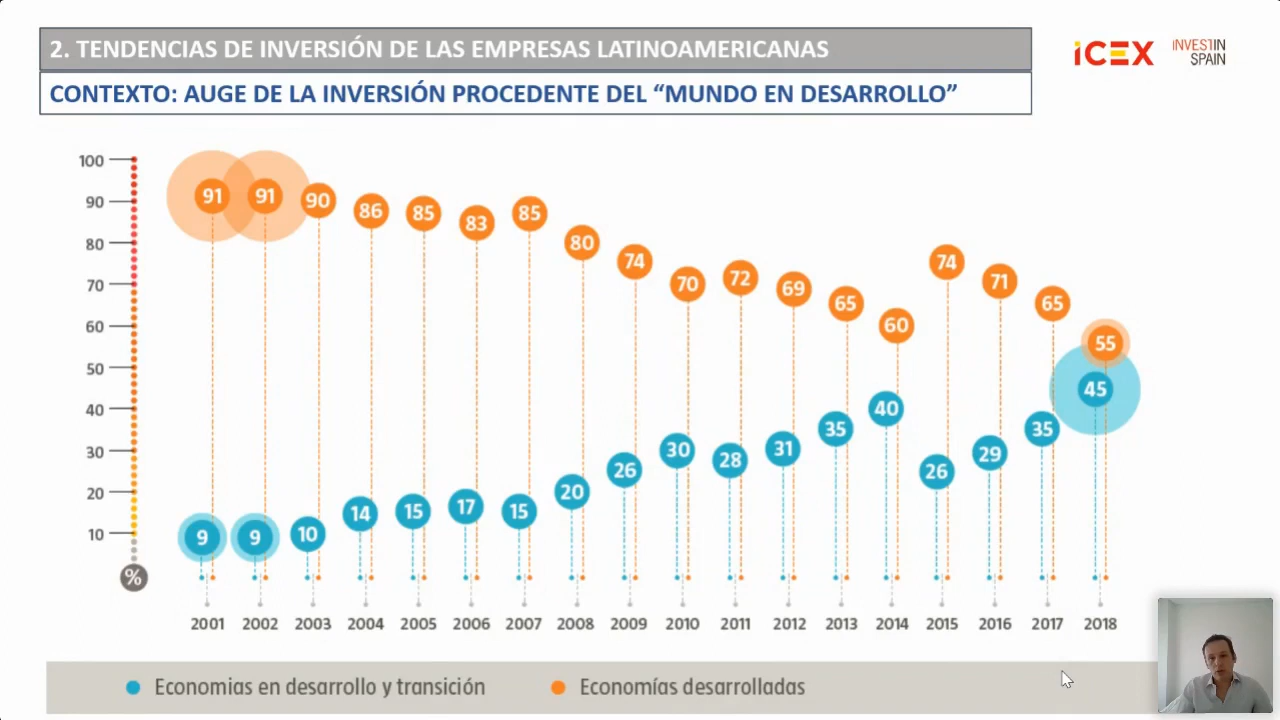 2. TENDENCIAS DE INVERSIÓN DE LAS EMPRESAS LATINOAMERICANAS
iCEX INVESTIN
SPAIN
CONTEXTO: AUGE DE LA INVERSIÓN PROCEDENTE DEL “MUNDO EN DESARROLLO”
100
90
80
70
60
50
40
30
20
10
%
91 91 90 86 85 83 85 80 74 70 72 69 65 60 74 71 65 55
9 9 10 14 15 17 15 20 26 30 28 31 35 40 26 29 35 45
2001 2002 2003 2004 2005 2006 2007 2008 2009 2010 2011 2012 2013 2014 2015 2016 2017 2018
Economias en desarrollo y transición Economías desarrolladas